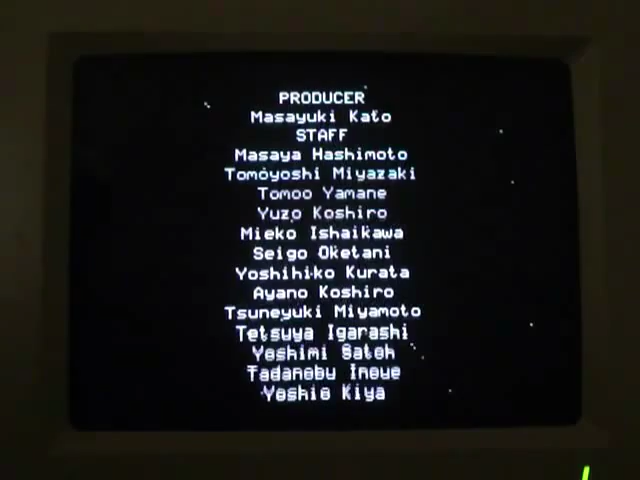 PRODUCER
Masayuki Kato
STAFF
Masaya Hashimoto
Tomoyoshi Miyazaki
Tomoo Yamane
Yuzo Koshiro
Mieko Ishaikawa
Seigo Oketani
Yoshihiko Kurata
Ayano Koshiro
Tsuneyuki Miyamoto
Tetsuya Igarashi
Yoshimi Satoh
Tadanobu Inoue
Yoshio Kiya